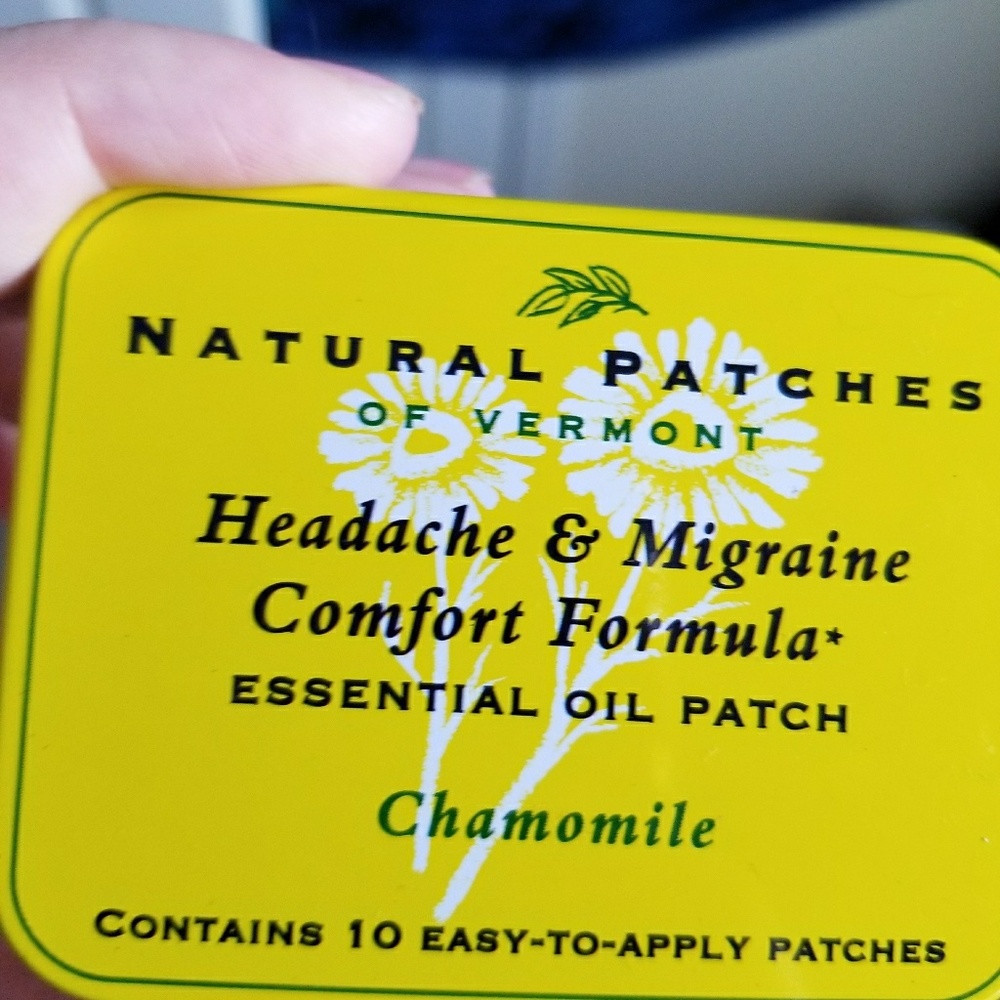 NATURAL PATCHES
OF VERMONT
Headache & Migraine
Comfort Formula*
ESSENTIAL OIL PATCH
Chamomile
CONTAINS 10 EASY-TO-APPLY PATCHES